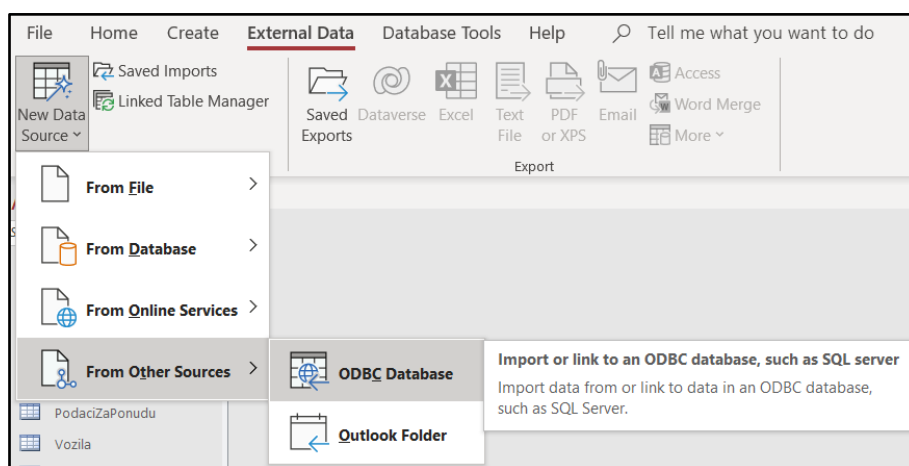 File Home Create External Data Database Tools Help Tell me what you want to do
New Data
Source
Saved Imports
Linked Table Manager
Saved
Exports
Dataverse
Excel
Text
File
PDF
or XPS
Email
Access
Word Merge
More
Export
From File
From Database
From Online Services
From Other Sources
ODBC Database
Outlook Folder
Import or link to an ODBC database, such as SQL server
Import data from or link to data in an ODBC database,
such as SQL Server.
PodaciZaPonudu
Vozila